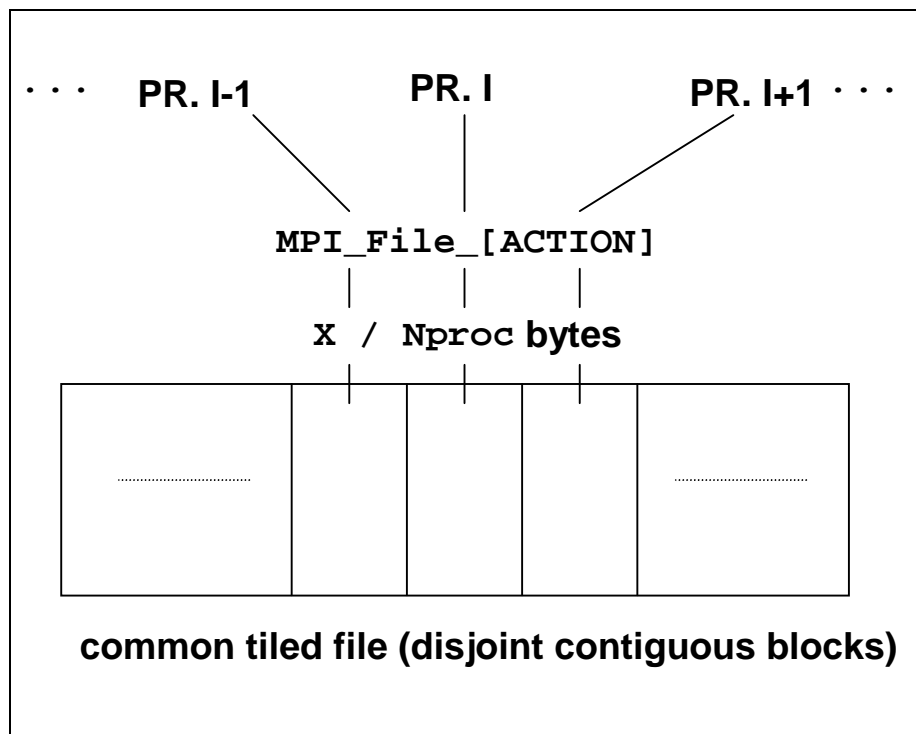 . . . PR. I-1 PR. I PR. I+1 . . .
MPI_File_[ACTION]
X / Nproc bytes
common tiled file (disjoint contiguous blocks)